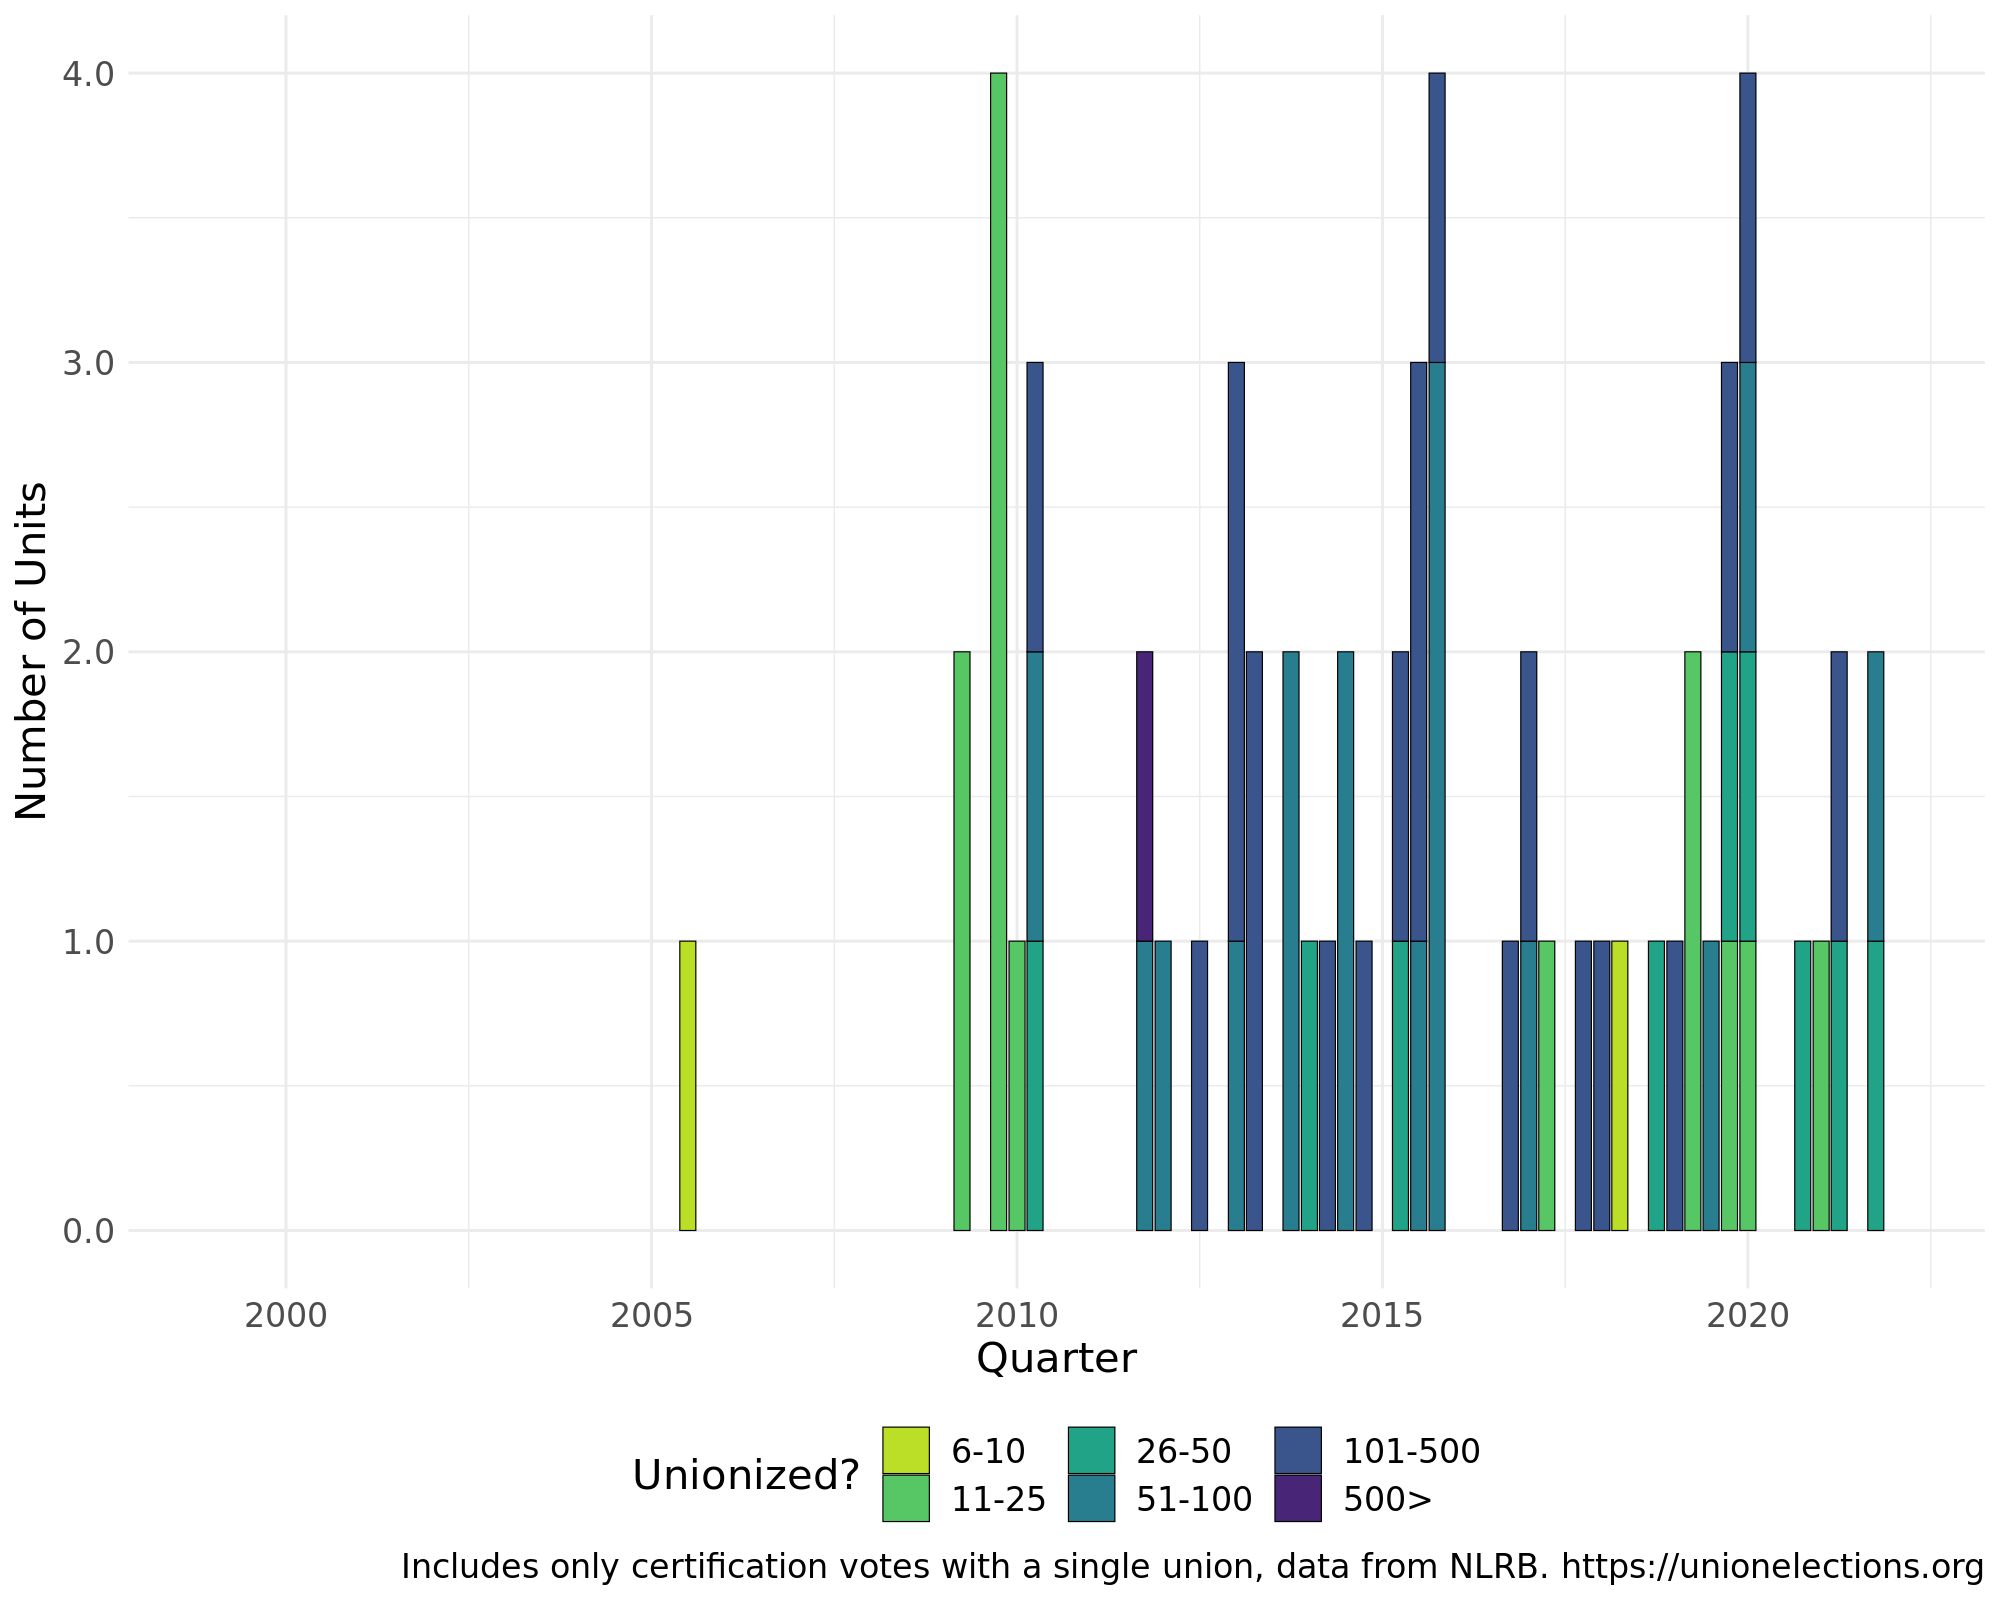 4.0
3.0
2.0
1.0
0.0
Number of Units
2000 2005 2010 2015 2020
Quarter
Unionized?
6-10 26-50 101-500
11-25 51-100 500>
Includes only certification votes with a single union, data from NLRB. https://unionelections.org